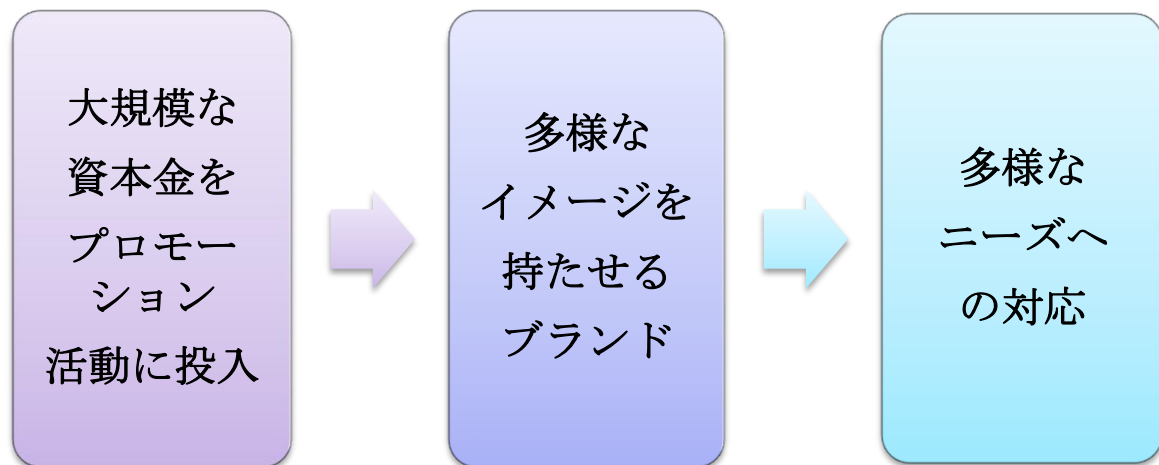 大規模な
資本金を
プロモー
ション
活動に投入
多様な
イメージを
持たせる
ブランド
多様な
ニーズへ
の対応